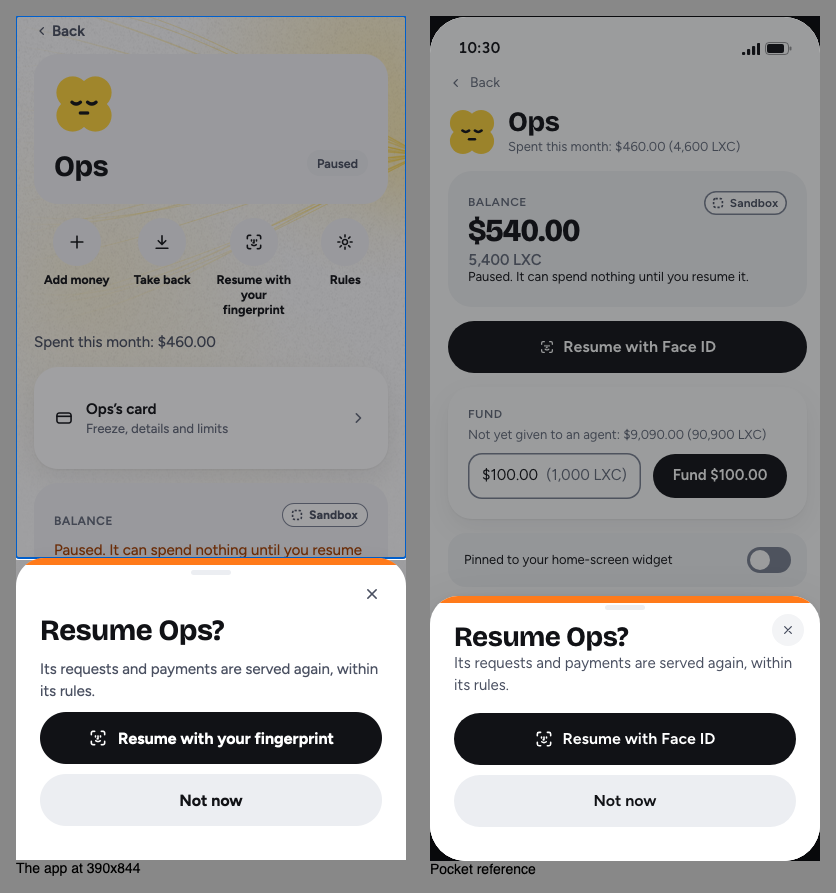 Back
Ops
Paused
Add money
Take back
Resume with
your
fingerprint
Rules
Spent this month: $460.00
Ops's card
Freeze, details and limits
BALANCE
Sandbox
Paused. It can spend nothing until you resume
Resume Ops?
Its requests and payments are served again, within
its rules.
Resume with your fingerprint
Not now
The app at 390x844
10:30
Back
Ops
Spent this month: $460.00 (4,600 LXC)
BALANCE
Sandbox
$540.00
5,400 LXC
Paused. It can spend nothing until you resume it.
Resume with Face ID
FUND
Not yet given to an agent: $9,090.00 (90,900 LXC)
$100.00 (1,000 LXC)
Fund $100.00
Pinned to your home-screen widget
Resume Ops?
Its requests and payments are served again, within
its rules.
Resume with Face ID
Not now
Pocket reference